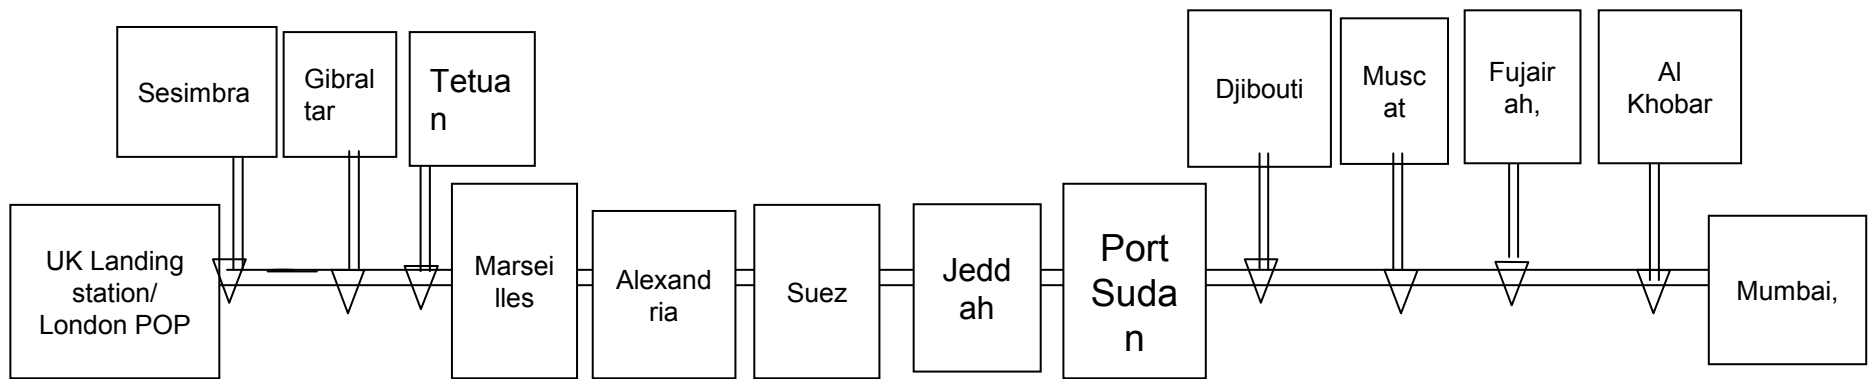 Sesimbra
Gibral
tar
Tetua
n
Djibouti
Musc
at
Fujair
ah,
Al
Khobar
UK Landing
station/
London POP
Marsei
lles
Alexand
ria
Suez
Jedd
ah
Port
Suda
n
Mumbai,